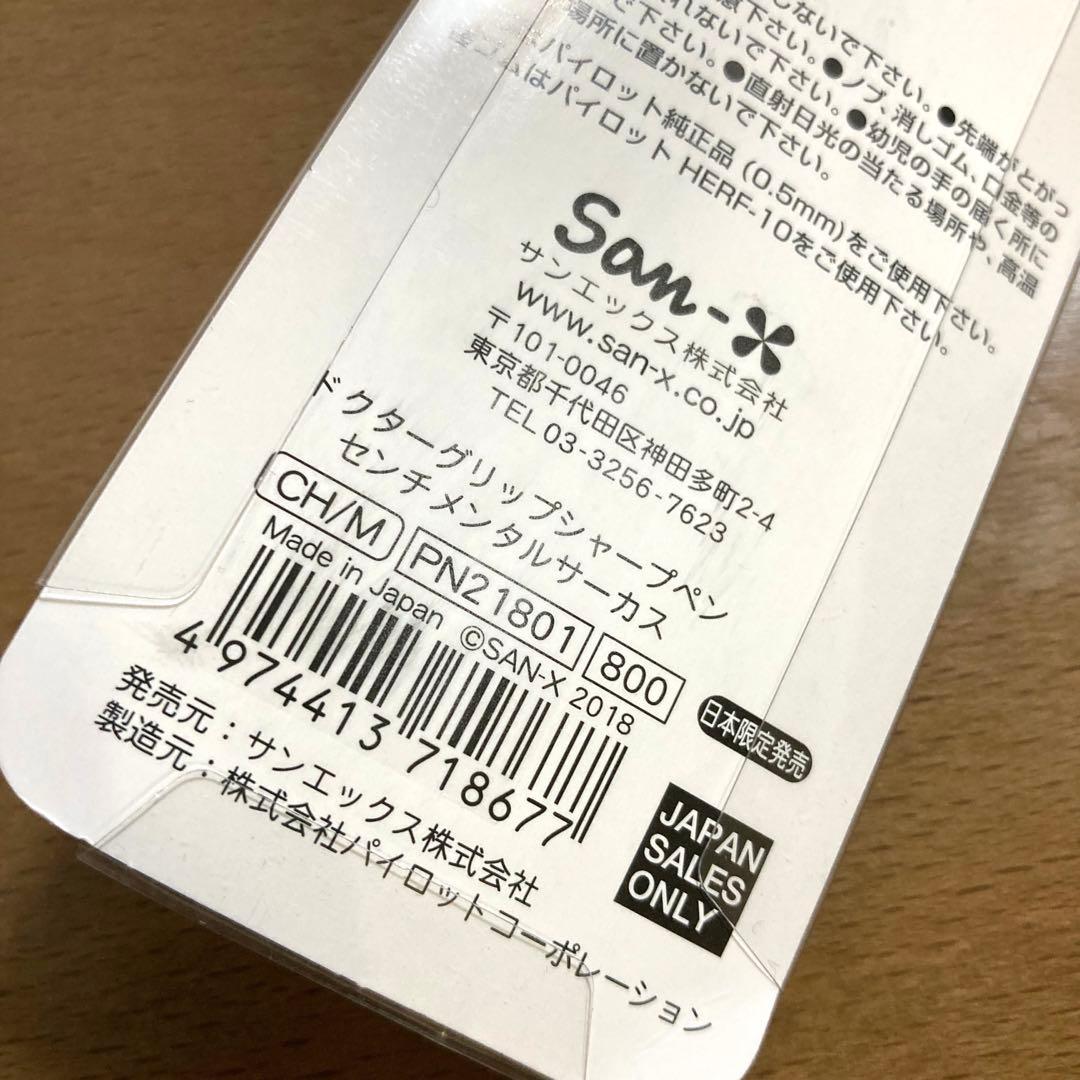 しないで下さい。●先端がとがっ
意下さい。●ノブ、消しゴム、口金等の
れないで下さい。●幼児の手の届く所に
で下さい。●直射日光の当たる場所や、高温
場所に置かないで下さい。
パイロット純正品(0.5mm)をご使用下さい。
ゴムはパイロット HERF-10をご使用下さい。
San-X
サンエックス株式会社
www.san-x.co.jp
〒101-0046
東京都千代田区神田多町2-4
TEL 03-3256-7623
ドクターグリップシャープペン
センチメンタルサーカス
CH/M PN21801 800
Made in Japan ©SAN-X 2018
4 974413 718677
日本限定発売
JAPAN
SALES
ONLY
発売元:サンエックス株式会社
製造元:株式会社パイロットコーポレーション